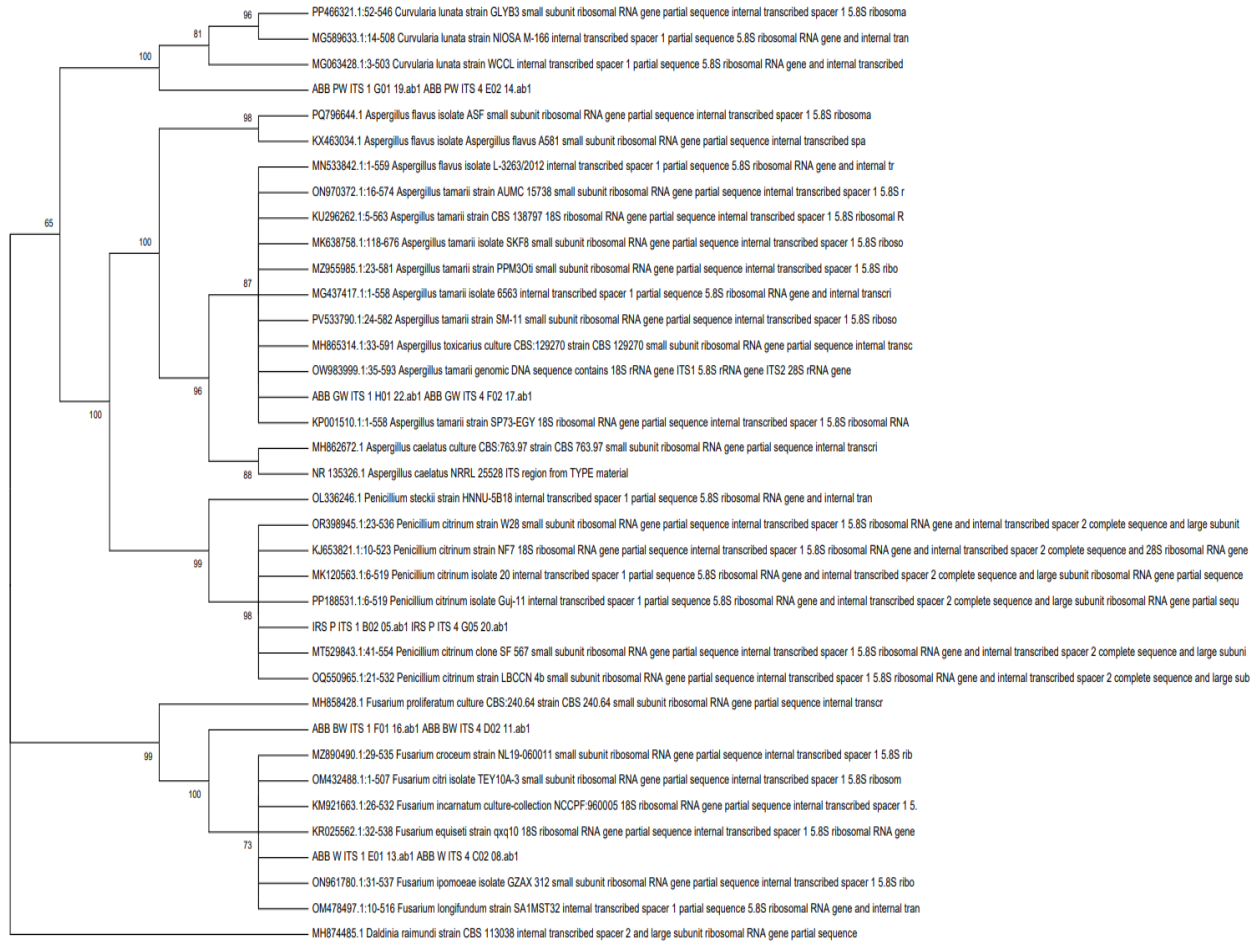 96
PP466321.1:52-546 Curvularia lunata strain GLYB3 small subunit ribosomal RNA gene partial sequence internal transcribed spacer 1 5.8S ribosoma
81
MG589633.1:14-508 Curvularia lunata strain NIOSA M-166 internal transcribed spacer 1 partial sequence 5.8S ribosomal RNA gene and internal tran
100
MG063428.1:3-503 Curvularia lunata strain WCCL internal transcribed spacer 1 partial sequence 5.8S ribosomal RNA gene and internal transcribed
ABB PW ITS 1 G01 19.ab1 ABB PW ITS 4 E02 14.ab1
98
PQ796644.1 Aspergillus flavus isolate ASF small subunit ribosomal RNA gene partial sequence internal transcribed spacer 1 5.8S ribosoma
KX463034.1 Aspergillus flavus isolate Aspergillus flavus A581 small subunit ribosomal RNA gene partial sequence internal transcribed spa
MN533842.1:1-559 Aspergillus flavus isolate L-3263/2012 internal transcribed spacer 1 partial sequence 5.8S ribosomal RNA gene and internal tr
ON970372.1:16-574 Aspergillus tamarii strain AUMC 15738 small subunit ribosomal RNA gene partial sequence internal transcribed spacer 1 5.8S r
65
KU296262.1:5-563 Aspergillus tamarii strain CBS 138797 18S ribosomal RNA gene partial sequence internal transcribed spacer 1 5.8S ribosomal R
100
MK638758.1:118-676 Aspergillus tamarii isolate SKF8 small subunit ribosomal RNA gene partial sequence internal transcribed spacer 1 5.8S riboso
MZ955985.1:23-581 Aspergillus tamarii strain PPM3Oti small subunit ribosomal RNA gene partial sequence internal transcribed spacer 1 5.8S ribo
87
MG437417.1:1-558 Aspergillus tamarii isolate 6563 internal transcribed spacer 1 partial sequence 5.8S ribosomal RNA gene and internal transcri
PV533790.1:24-582 Aspergillus tamarii strain SM-11 small subunit ribosomal RNA gene partial sequence internal transcribed spacer 1 5.8S riboso
MH865314.1:33-591 Aspergillus toxicarius culture CBS:129270 strain CBS 129270 small subunit ribosomal RNA gene partial sequence internal transc
OW983999.1:35-593 Aspergillus tamarii genomic DNA sequence contains 18S rRNA gene ITS1 5.8S rRNA gene ITS2 28S rRNA gene
96
ABB GW ITS 1 H01 22.ab1 ABB GW ITS 4 F02 17.ab1
100
KP001510.1:1-558 Aspergillus tamarii strain SP73-EGY 18S ribosomal RNA gene partial sequence internal transcribed spacer 1 5.8S ribosomal RNA
MH862672.1 Aspergillus caelatus culture CBS:763.97 strain CBS 763.97 small subunit ribosomal RNA gene partial sequence internal transcri
88
NR 135326.1 Aspergillus caelatus NRRL 25528 ITS region from TYPE material
OL336246.1 Penicillium steckii strain HNNU-5B18 internal transcribed spacer 1 partial sequence 5.8S ribosomal RNA gene and internal tran
OR398945.1:23-536 Penicillium citrinum strain W28 small subunit ribosomal RNA gene partial sequence internal transcribed spacer 1 5.8S ribosomal RNA gene and internal transcribed spacer 2 complete sequence and large subunit
KJ653821.1:10-523 Penicillium citrinum strain NF7 18S ribosomal RNA gene partial sequence internal transcribed spacer 1 5.8S ribosomal RNA gene and internal transcribed spacer 2 complete sequence and 28S ribosomal RNA gene
99
MK120563.1:6-519 Penicillium citrinum isolate 20 internal transcribed spacer 1 partial sequence 5.8S ribosomal RNA gene and internal transcribed spacer 2 complete sequence and large subunit ribosomal RNA gene partial sequence
PP188531.1:6-519 Penicillium citrinum isolate Guj-11 internal transcribed spacer 1 partial sequence 5.8S ribosomal RNA gene and internal transcribed spacer 2 complete sequence and large subunit ribosomal RNA gene partial sequ
98
IRS P ITS 1 B02 05.ab1 IRS P ITS 4 G05 20.ab1
MT529843.1:41-554 Penicillium citrinum clone SF 567 small subunit ribosomal RNA gene partial sequence internal transcribed spacer 1 5.8S ribosomal RNA gene and internal transcribed spacer 2 complete sequence and large subuni
OQ550965.1:21-532 Penicillium citrinum strain LBCCN 4b small subunit ribosomal RNA gene partial sequence internal transcribed spacer 1 5.8S ribosomal RNA gene and internal transcribed spacer 2 complete sequence and large sub
MH858428.1 Fusarium proliferatum culture CBS:240.64 strain CBS 240.64 small subunit ribosomal RNA gene partial sequence internal transcr
ABB BW ITS 1 F01 16.ab1 ABB BW ITS 4 D02 11.ab1
99
MZ890490.1:29-535 Fusarium croceum strain NL19-060011 small subunit ribosomal RNA gene partial sequence internal transcribed spacer 1 5.8S rib
OM432488.1:1-507 Fusarium citri isolate TEY10A-3 small subunit ribosomal RNA gene partial sequence internal transcribed spacer 1 5.8S ribosom
100
KM921663.1:26-532 Fusarium incarnatum culture-collection NCCPF:960005 18S ribosomal RNA gene partial sequence internal transcribed spacer 1 5.
KR025562.1:32-538 Fusarium equiseti strain qxq10 18S ribosomal RNA gene partial sequence internal transcribed spacer 1 5.8S ribosomal RNA gene
73
ABB W ITS 1 E01 13.ab1 ABB W ITS 4 C02 08.ab1
ON961780.1:31-537 Fusarium ipomoeae isolate GZAX 312 small subunit ribosomal RNA gene partial sequence internal transcribed spacer 1 5.8S ribo
OM478497.1:10-516 Fusarium longifundum strain SA1MST32 internal transcribed spacer 1 partial sequence 5.8S ribosomal RNA gene and internal tran
MH874485.1 Daldinia raimundi strain CBS 113038 internal transcribed spacer 2 and large subunit ribosomal RNA gene partial sequence